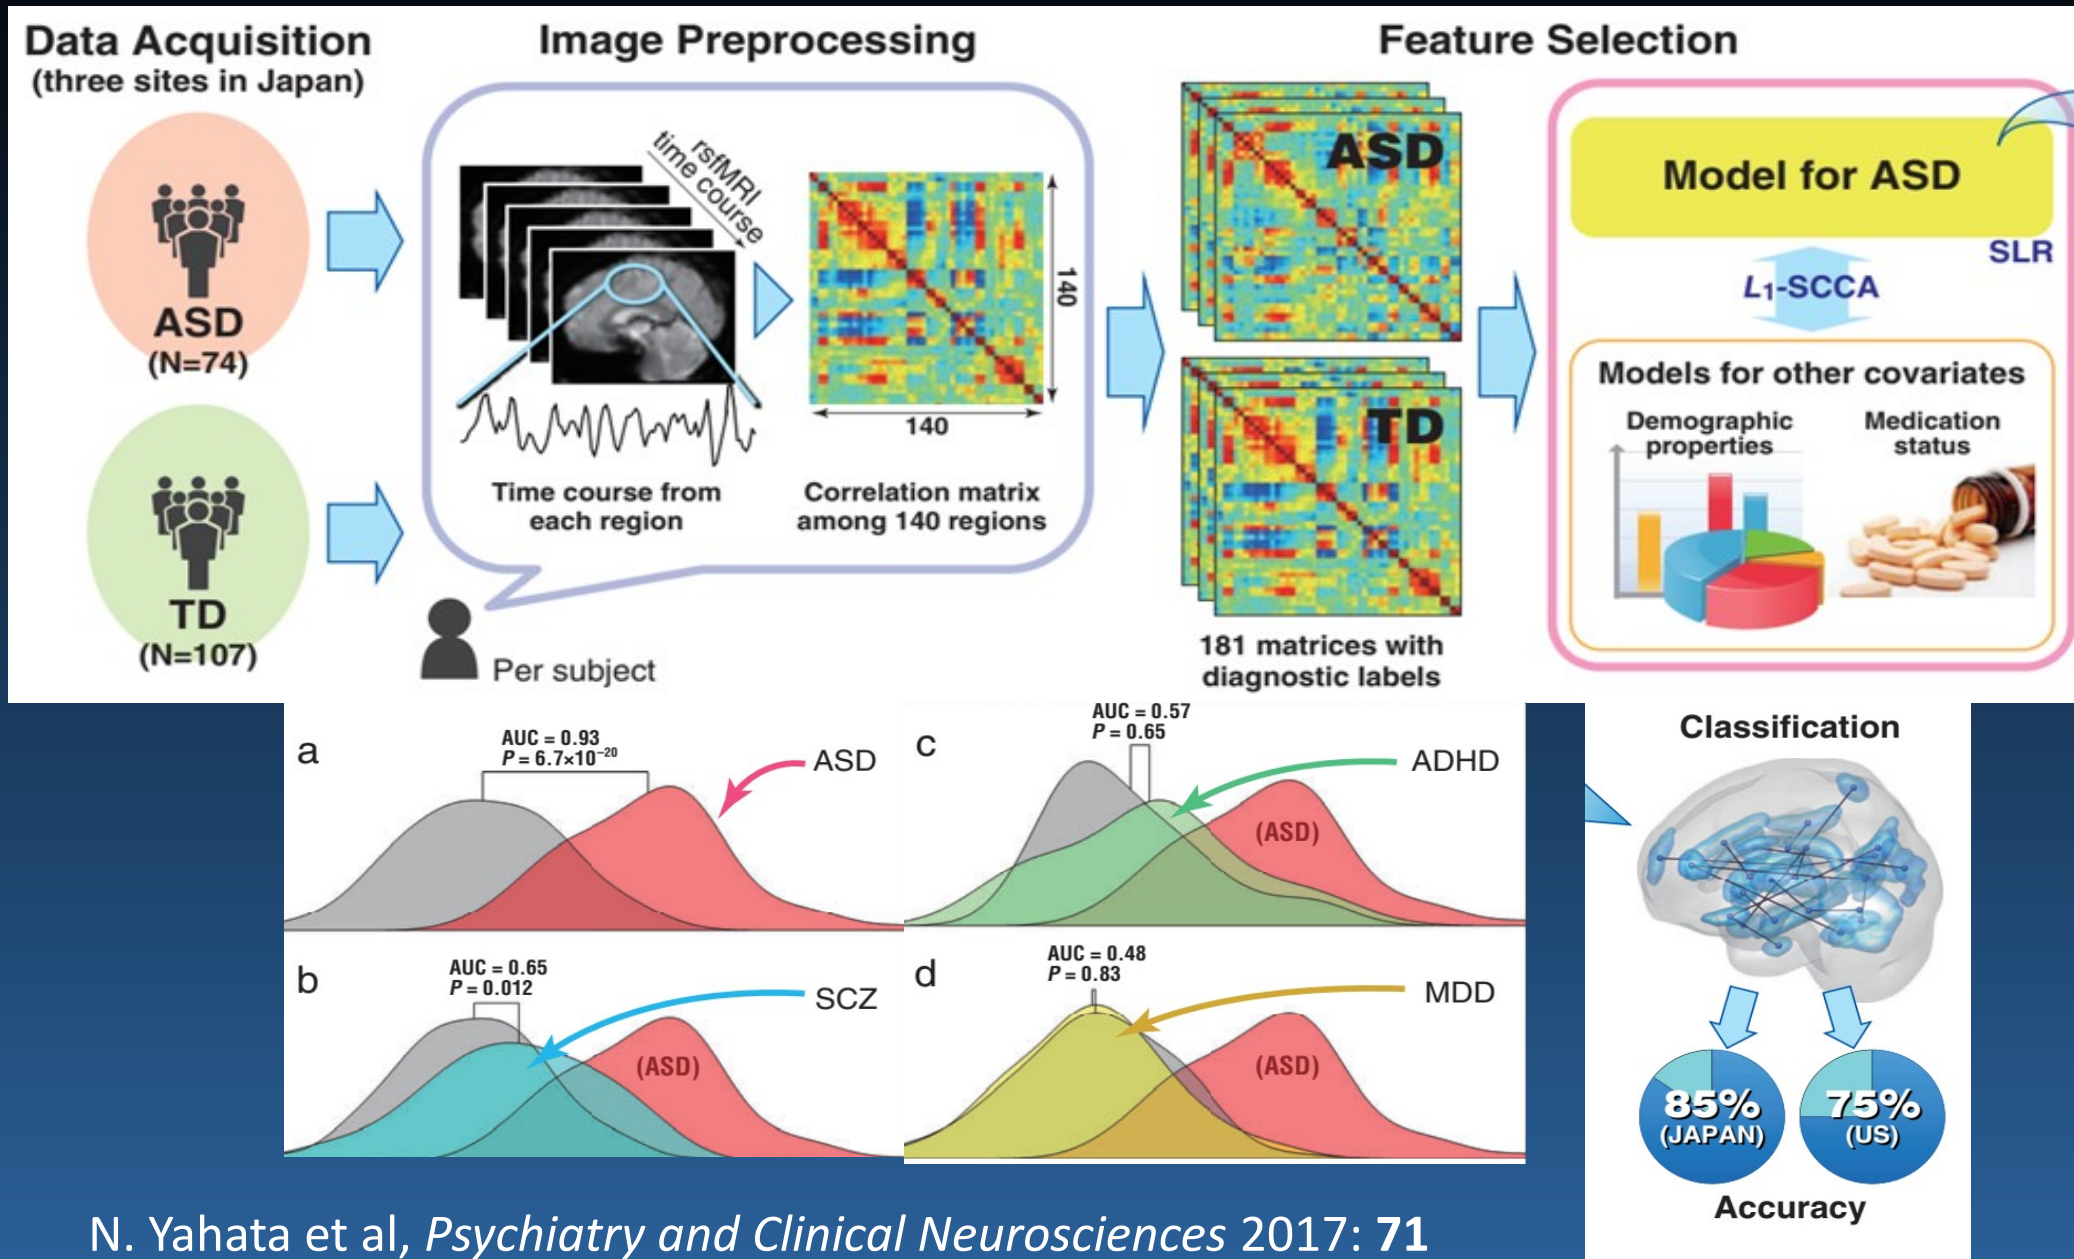 Data Acquisition
(three sites in Japan)
ASD
(N=74)
TD
(N=107)
Image Preprocessing
rsfMRI
time course
140
140
Time course from
each region
Correlation matrix
among 140 regions
Per subject
Feature Selection
ASD
TD
181 matrices with
diagnostic labels
Model for ASD
SLR
L1-SCCA
Models for other covariates
Demographic
properties
Medication
status
a
AUC = 0.93
P = 6.7×10⁻²⁰
ASD
b
AUC = 0.65
P = 0.012
SCZ
(ASD)
c
AUC = 0.57
P = 0.65
ADHD
(ASD)
d
AUC = 0.48
P = 0.83
MDD
(ASD)
Classification
85%
(JAPAN)
75%
(US)
Accuracy
N. Yahata et al, Psychiatry and Clinical Neurosciences 2017: 71